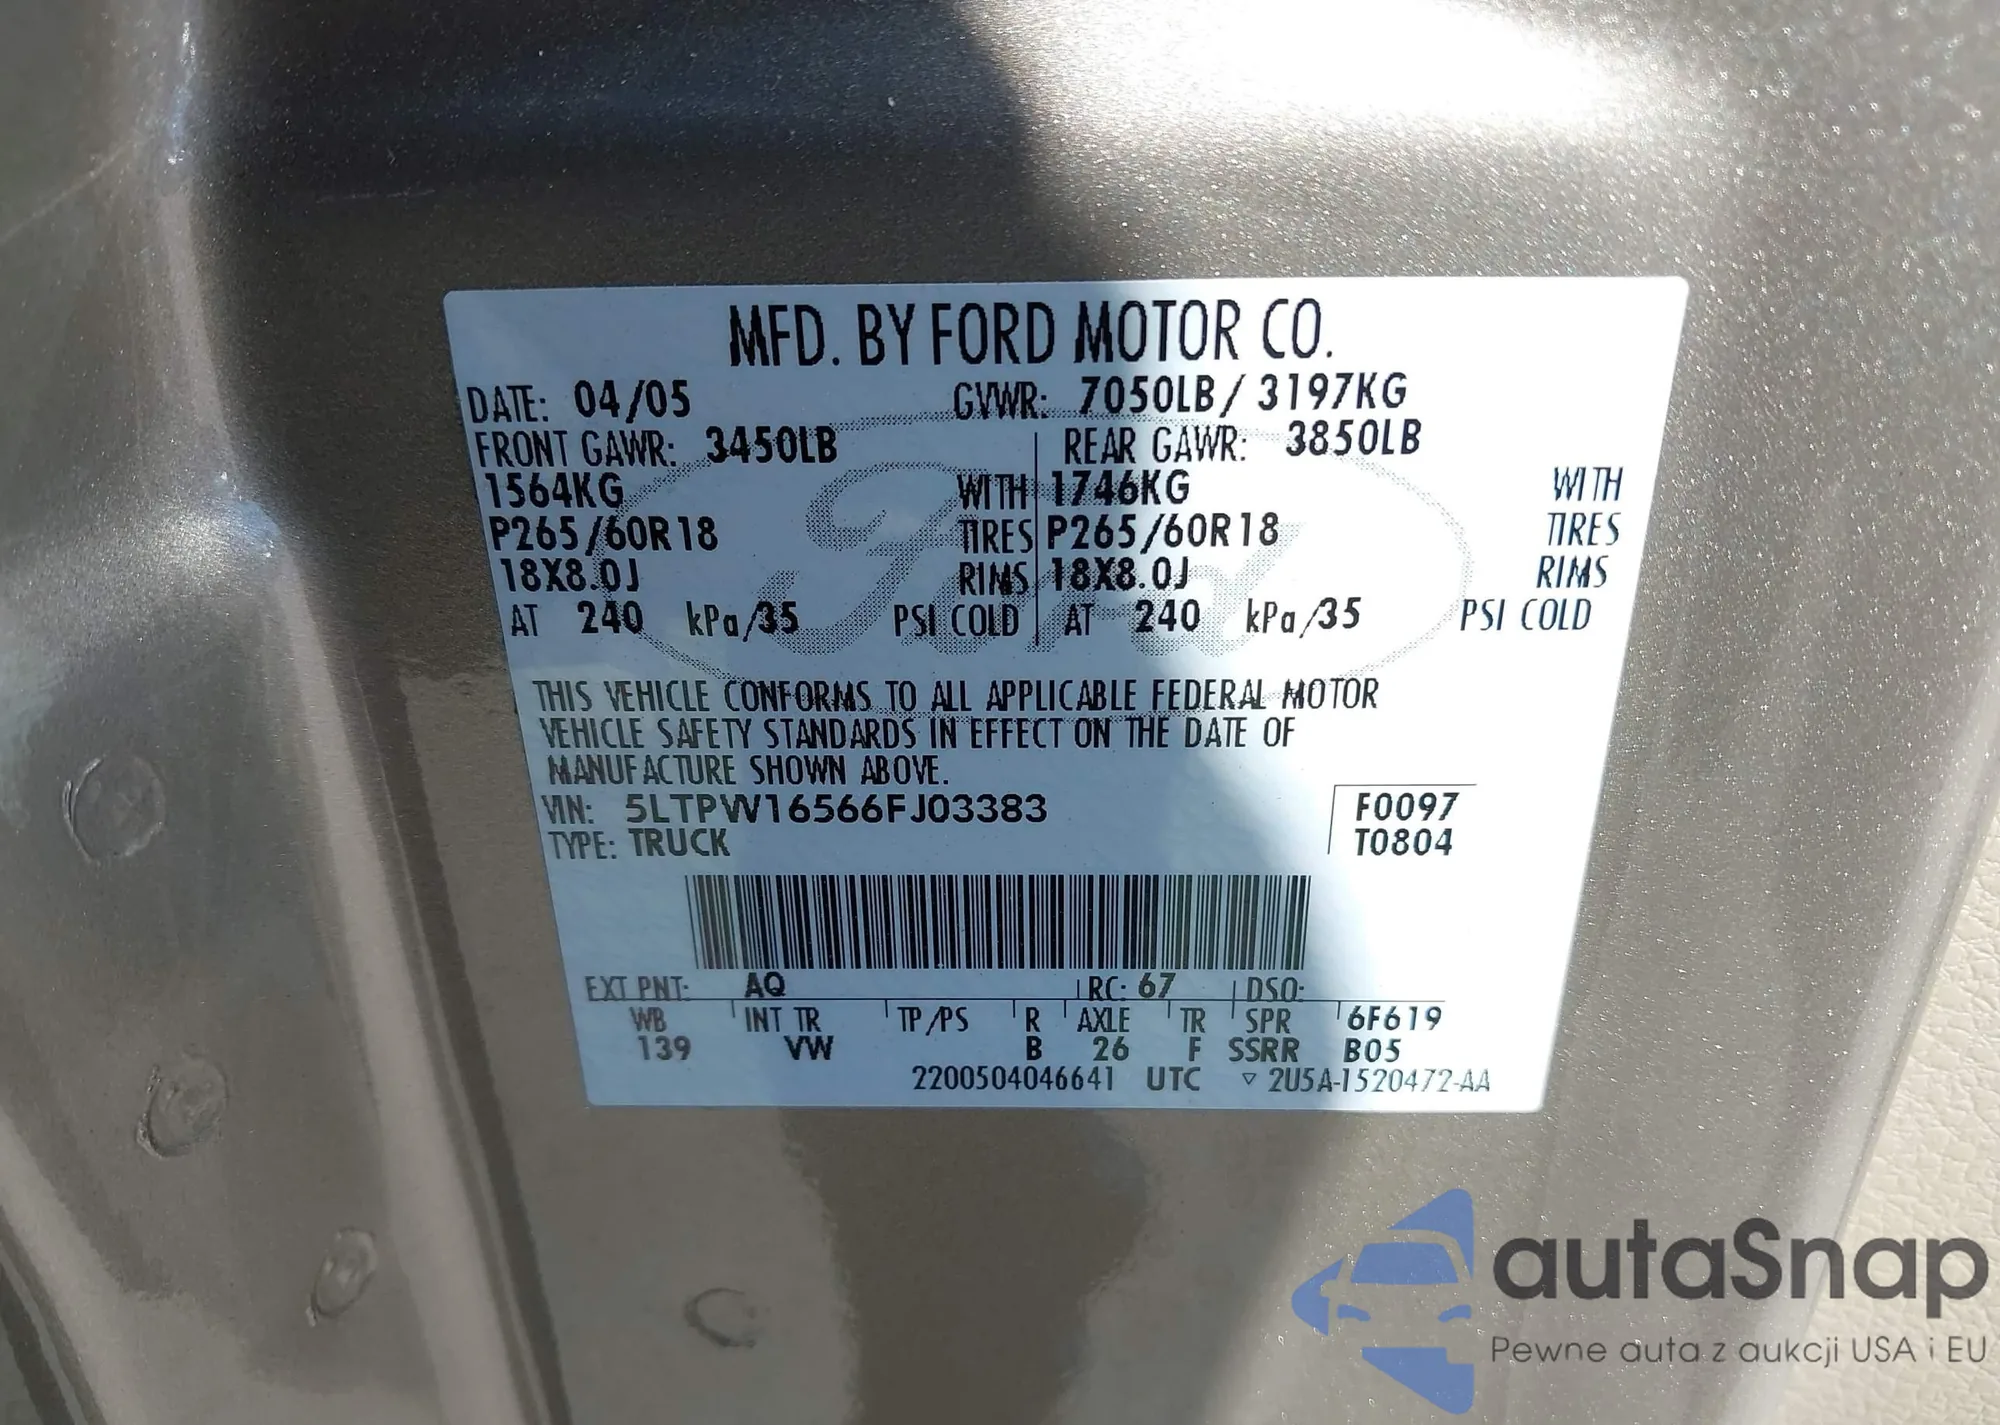 MFD. BY FORD MOTOR CO.
DATE: 04/05 GVWR: 7050LB/ 3197KG
FRONT GAWR: 3450LB REAR GAWR: 3850LB
1564KG WITH 1746KG WITH
P265/60R18 TIRES P265/60R18 TIRES
18X8.0J RIMS 18X8.0J RIMS
AT 240 kPa/35 PSI COLD AT 240 kPa/35 PSI COLD
Ford
THIS VEHICLE CONFORMS TO ALL APPLICABLE FEDERAL MOTOR
VEHICLE SAFETY STANDARDS IN EFFECT ON THE DATE OF
MANUFACTURE SHOWN ABOVE.
VIN: 5LTPW16566FJ03383 F0097
TYPE: TRUCK T0804
EXT PNT: AQ RC: 67 DSO:
WB INT TR TP/PS R AXLE TR SPR 6F619
139 VW B 26 F SSRR B05
2200504046641 UTC ▽ 2U5A-1520472-AA
autaSnap
Pewne auta z aukcji USA i EU